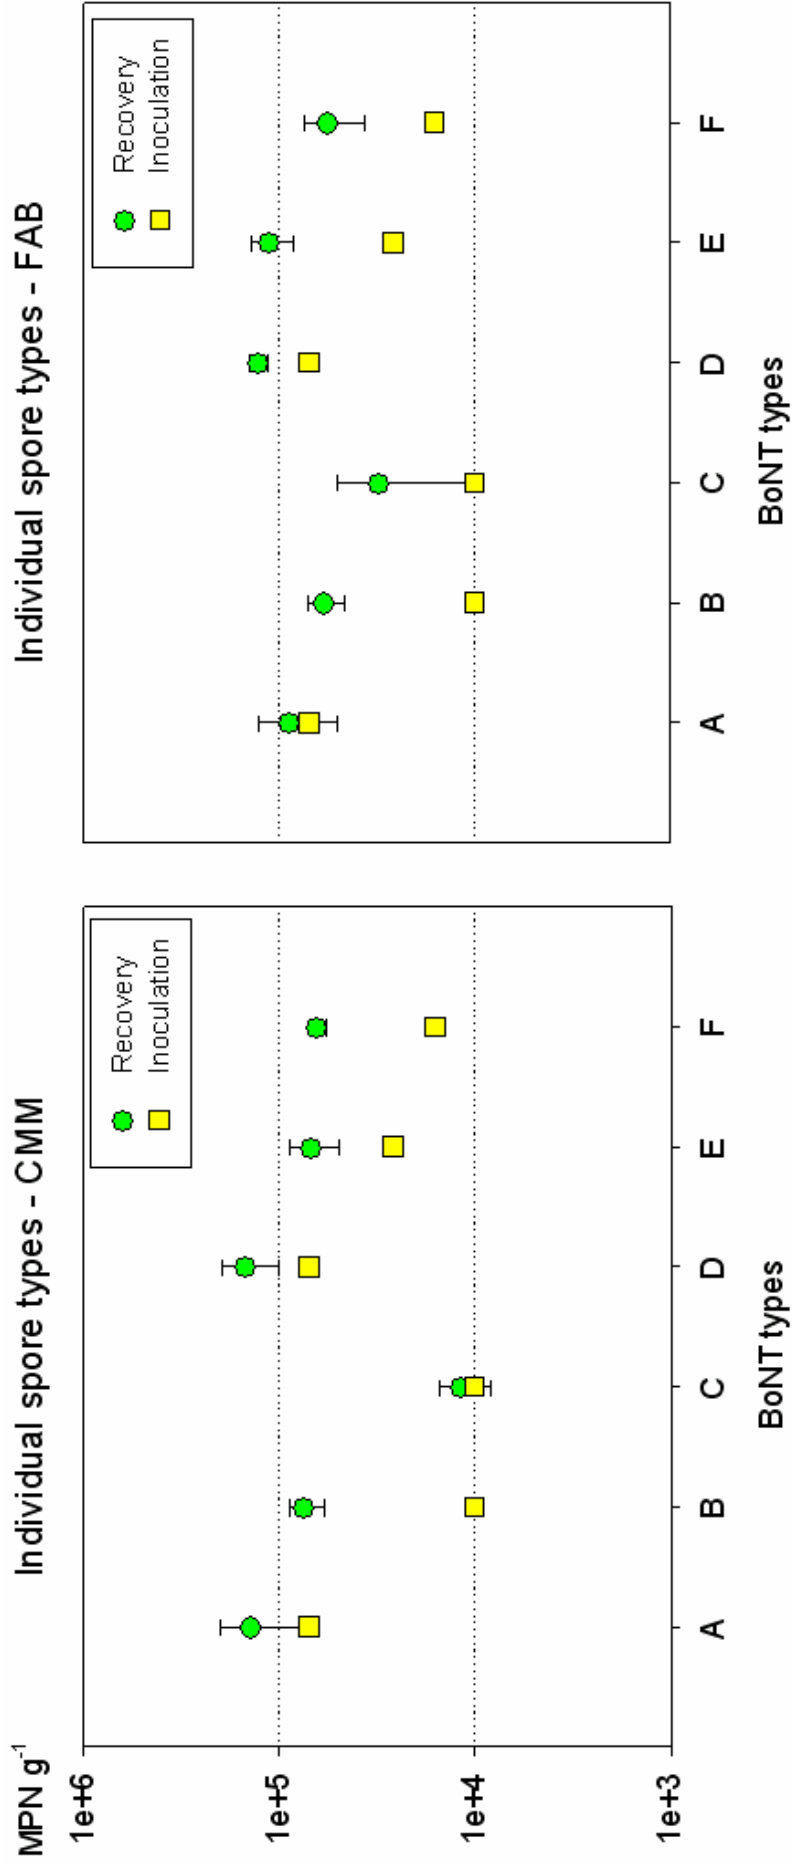 MPN g⁻¹
Individual spore types - CMM
Recovery
Inoculation
1e+6
1e+5
1e+4
1e+3
A B C D E F
BoNT types
Individual spore types - FAB
Recovery
Inoculation
A B C D E F
BoNT types